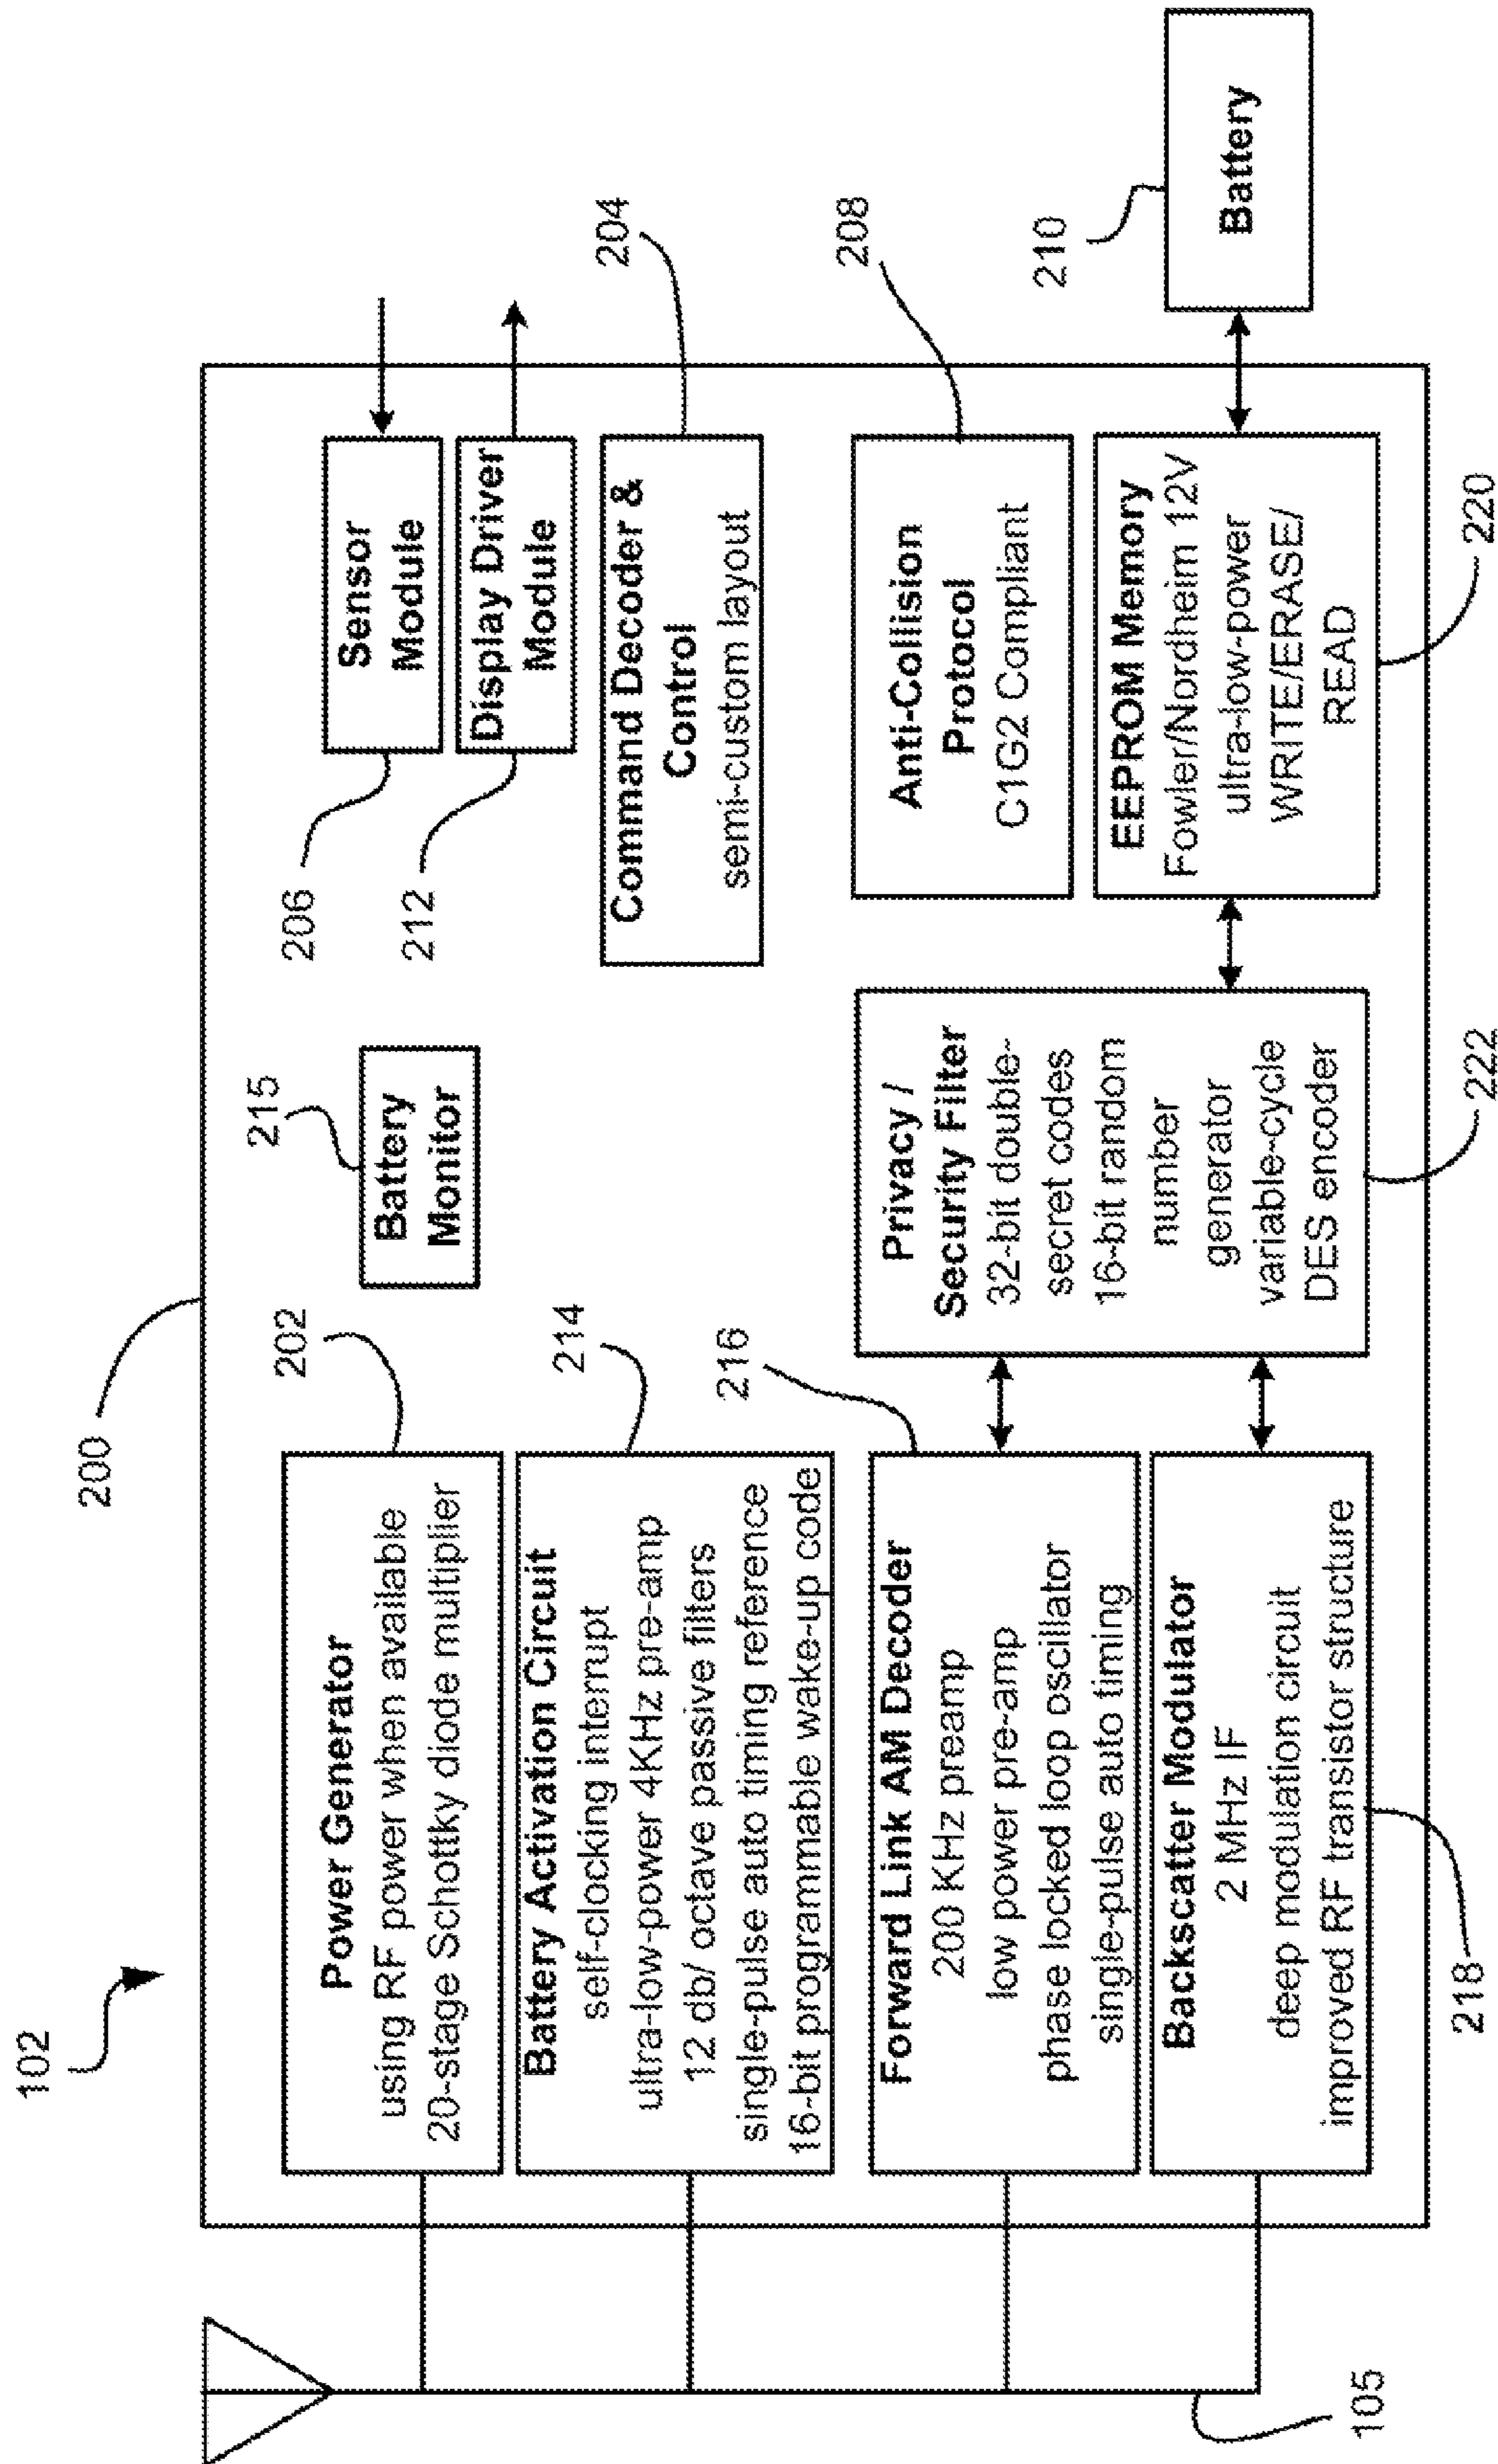 102
200
Power Generator
using RF power when available
20-stage Schottky diode multiplier
202
Battery Activation Circuit
self-clocking interrupt
ultra-low-power 4KHz pre-amp
12 db/ octave passive filters
single-pulse auto timing reference
16-bit programmable wake-up code
214
Forward Link AM Decoder
200 KHz preamp
low power pre-amp
phase locked loop oscillator
single-pulse auto timing
216
Backscatter Modulator
2 MHz IF
deep modulation circuit
improved RF transistor structure
218
105
215
Battery
Monitor
Privacy /
Security Filter
32-bit double-
secret codes
16-bit random
number
generator
variable-cycle
DES encoder
222
Sensor
Module
206
Display Driver
Module
212
Command Decoder &
Control
semi-custom layout
204
Anti-Collision
Protocol
C1G2 Compliant
208
EEPROM Memory
Fowler/Nordheim 12V
ultra-low-power
WRITE/ERASE/
READ
220
210
Battery